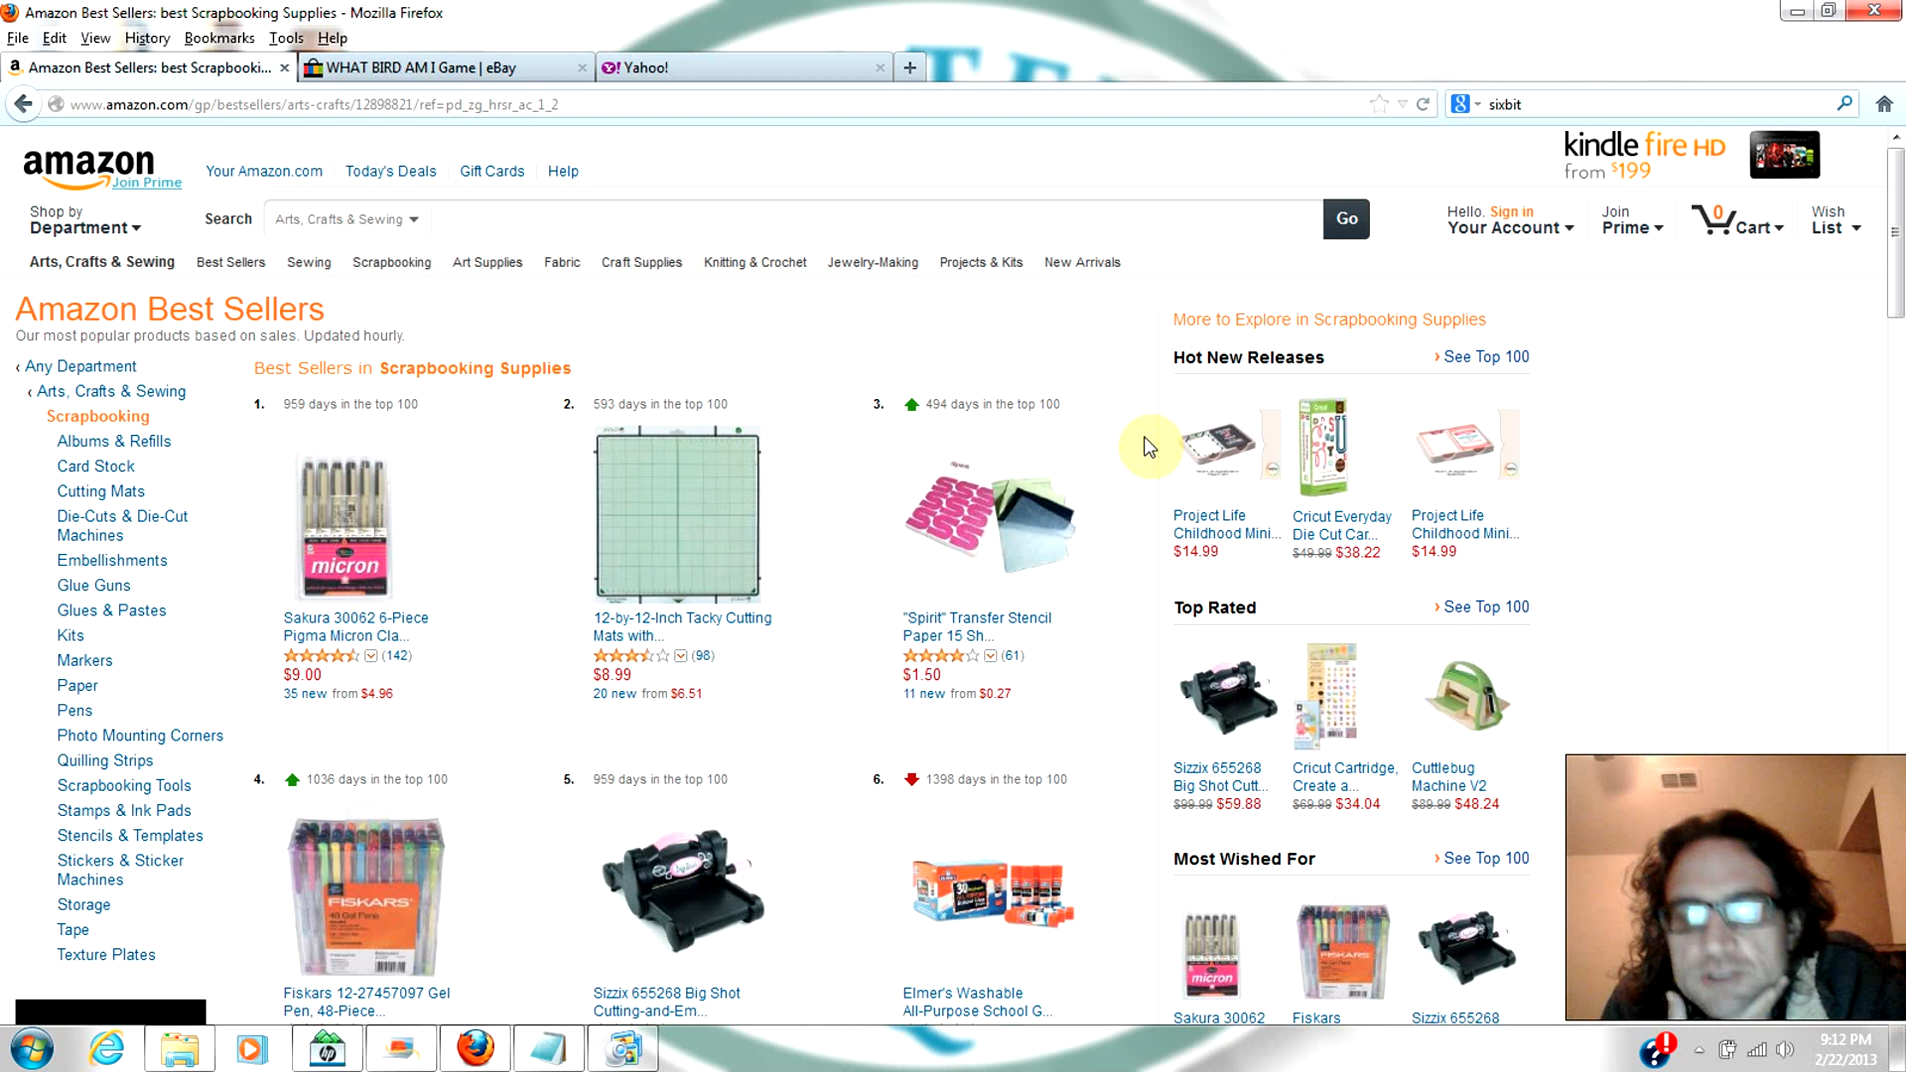 Amazon Best Sellers: best Scrapbooking Supplies - Mozilla Firefox
File Edit View History Bookmarks Tools Help
Amazon Best Sellers: best Scrapbooki...
WHAT BIRD AM I Game | eBay
Yahoo!
www.amazon.com/gp/bestsellers/arts-crafts/12898821/ref=pd_zg_hrsr_ac_1_2
sixbit
amazon
Join Prime
Your Amazon.com Today's Deals Gift Cards Help
kindle fire HD
from $199
Shop by
Department
Search Arts, Crafts & Sewing Go
Hello. Sign in
Your Account
Join
Prime
0
Cart
Wish
List
Arts, Crafts & Sewing Best Sellers Sewing Scrapbooking Art Supplies Fabric Craft Supplies Knitting & Crochet Jewelry-Making Projects & Kits New Arrivals
Amazon Best Sellers
Our most popular products based on sales. Updated hourly.
‹ Any Department
‹ Arts, Crafts & Sewing
Scrapbooking
Albums & Refills
Card Stock
Cutting Mats
Die-Cuts & Die-Cut
Machines
Embellishments
Glue Guns
Glues & Pastes
Kits
Markers
Paper
Pens
Photo Mounting Corners
Quilling Strips
Scrapbooking Tools
Stamps & Ink Pads
Stencils & Templates
Stickers & Sticker
Machines
Storage
Tape
Texture Plates
Best Sellers in Scrapbooking Supplies
1. 959 days in the top 100
micron
Sakura 30062 6-Piece
Pigma Micron Cla...
(142)
$9.00
35 new from $4.96
2. 593 days in the top 100
12-by-12-Inch Tacky Cutting
Mats with...
(98)
$8.99
20 new from $6.51
3. 494 days in the top 100
"Spirit" Transfer Stencil
Paper 15 Sh...
(61)
$1.50
11 new from $0.27
4. 1036 days in the top 100
FISKARS
48 Gel Pens
Fiskars 12-27457097 Gel
Pen, 48-Piece...
5. 959 days in the top 100
Sizzix 655268 Big Shot
Cutting-and-Em...
6. 1398 days in the top 100
30
Elmer's Washable
All-Purpose School G...
More to Explore in Scrapbooking Supplies
Hot New Releases › See Top 100
Project Life
Childhood Mini...
$14.99
Cricut
Cricut Everyday
Die Cut Car...
$49.99 $38.22
Project Life
Childhood Mini...
$14.99
Top Rated › See Top 100
Sizzix 655268
Big Shot Cutt...
$99.99 $59.88
Cricut Cartridge,
Create a...
$69.99 $34.04
Cuttlebug
Machine V2
$89.99 $48.24
Most Wished For › See Top 100
micron
Sakura 30062
FISKARS
Fiskars
Sizzix 655268
hp
9:12 PM
2/22/2013